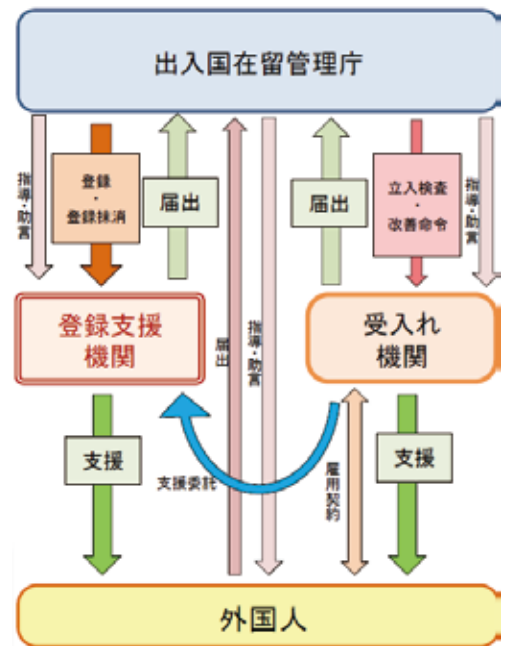 出入国在留管理庁
指導・助言
登録
・
登録抹消
届出
届出
立入検査
・
改善命令
指導・助言
登録支援
機関
届出
指導・助言
受入れ
機関
支援
支援委託
雇用契約
支援
外国人